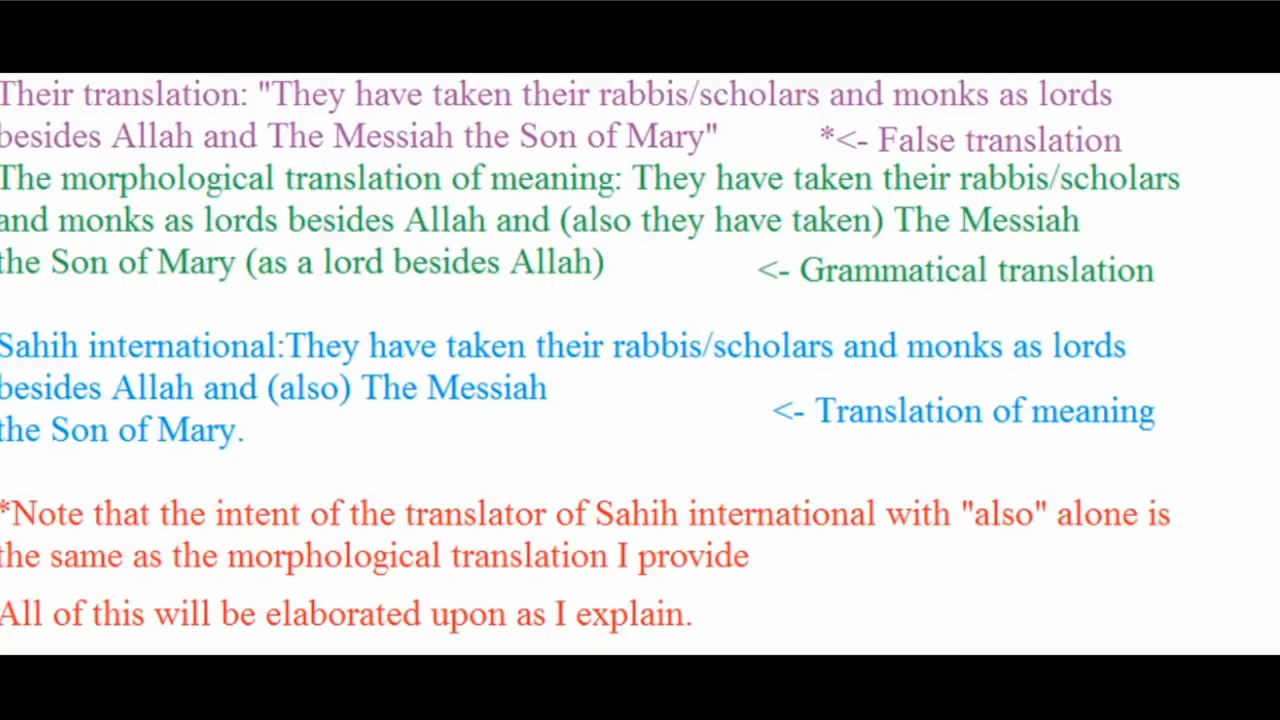 Their translation: "They have taken their rabbis/scholars and monks as lords
besides Allah and The Messiah the Son of Mary" *<- False translation
The morphological translation of meaning: They have taken their rabbis/scholars
and monks as lords besides Allah and (also they have taken) The Messiah
the Son of Mary (as a lord besides Allah) <- Grammatical translation
Sahih international:They have taken their rabbis/scholars and monks as lords
besides Allah and (also) The Messiah
<- Translation of meaning
the Son of Mary.
*Note that the intent of the translator of Sahih international with "also" alone is
the same as the morphological translation I provide
All of this will be elaborated upon as I explain.